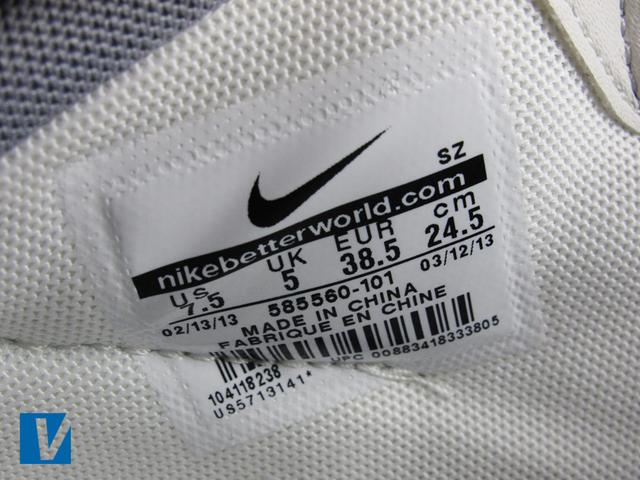 SZ
nikebetterworld.com
US UK EUR cm
7.5 5 38.5 24.5
02/13/13 585560-101 03/12/13
MADE IN CHINA
FABRIQUE EN CHINE
UPC 00883418333805
104118238
US5713141*
V